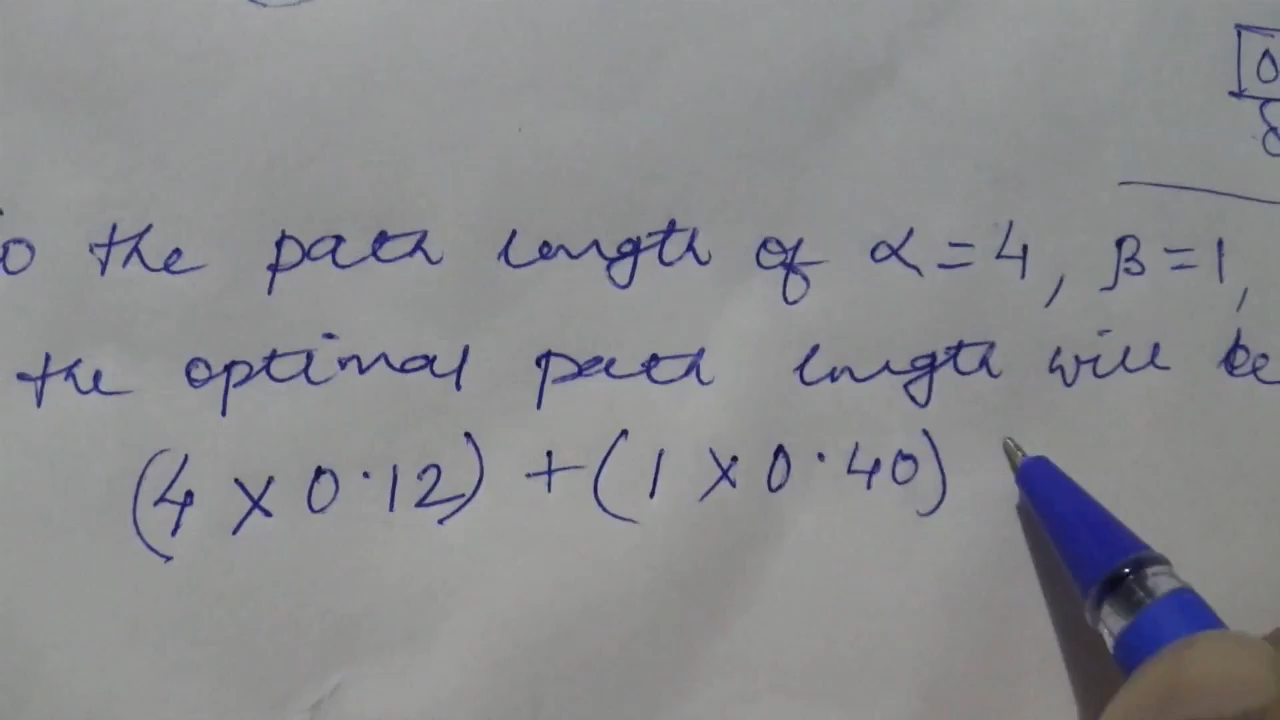 o the path length of α = 4, β = 1,
the optimal path length will be
(4 × 0.12) + (1 × 0.40)